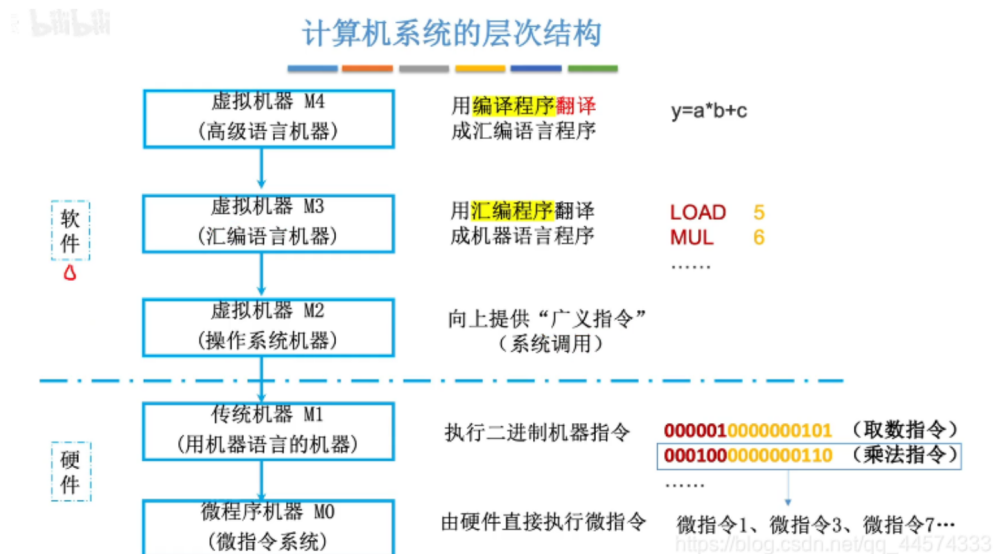 bilibili
计算机系统的层次结构
虚拟机器 M4
(高级语言机器)
用编译程序翻译
成汇编语言程序
y=a*b+c
虚拟机器 M3
(汇编语言机器)
用汇编程序翻译
成机器语言程序
LOAD 5
MUL 6
……
软
件
虚拟机器 M2
(操作系统机器)
向上提供“广义指令”
（系统调用）
传统机器 M1
(用机器语言的机器)
执行二进制机器指令
0000010000000101 （取数指令）
0001000000000110 （乘法指令）
……
硬
件
微程序机器 M0
(微指令系统)
由硬件直接执行微指令
微指令1、微指令3、微指令7…
https://blog.csdn.net/qq_44574333